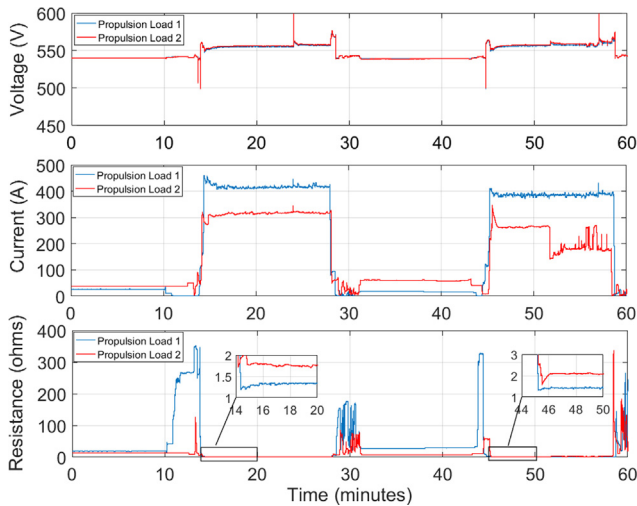 600
550
500
450
Voltage (V)
Propulsion Load 1
Propulsion Load 2
0 10 20 30 40 50 60
500
400
300
200
100
0
Current (A)
Propulsion Load 1
Propulsion Load 2
0 10 20 30 40 50 60
400
300
200
100
0
Resistance (ohms)
Propulsion Load 1
Propulsion Load 2
2
1.5
1
14 16 18 20
3
2
1
44 46 48 50
0 10 20 30 40 50 60
Time (minutes)